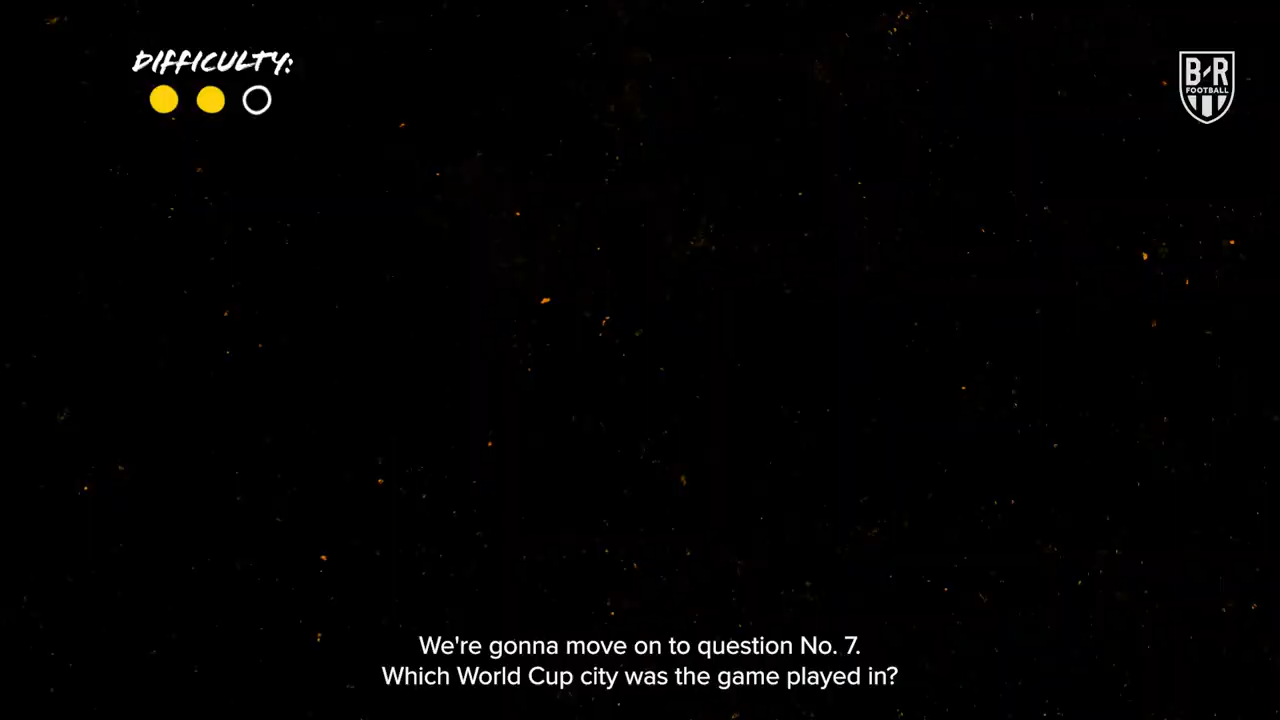 DIFFICULTY:
B/R
FOOTBALL
We're gonna move on to question No. 7.
Which World Cup city was the game played in?